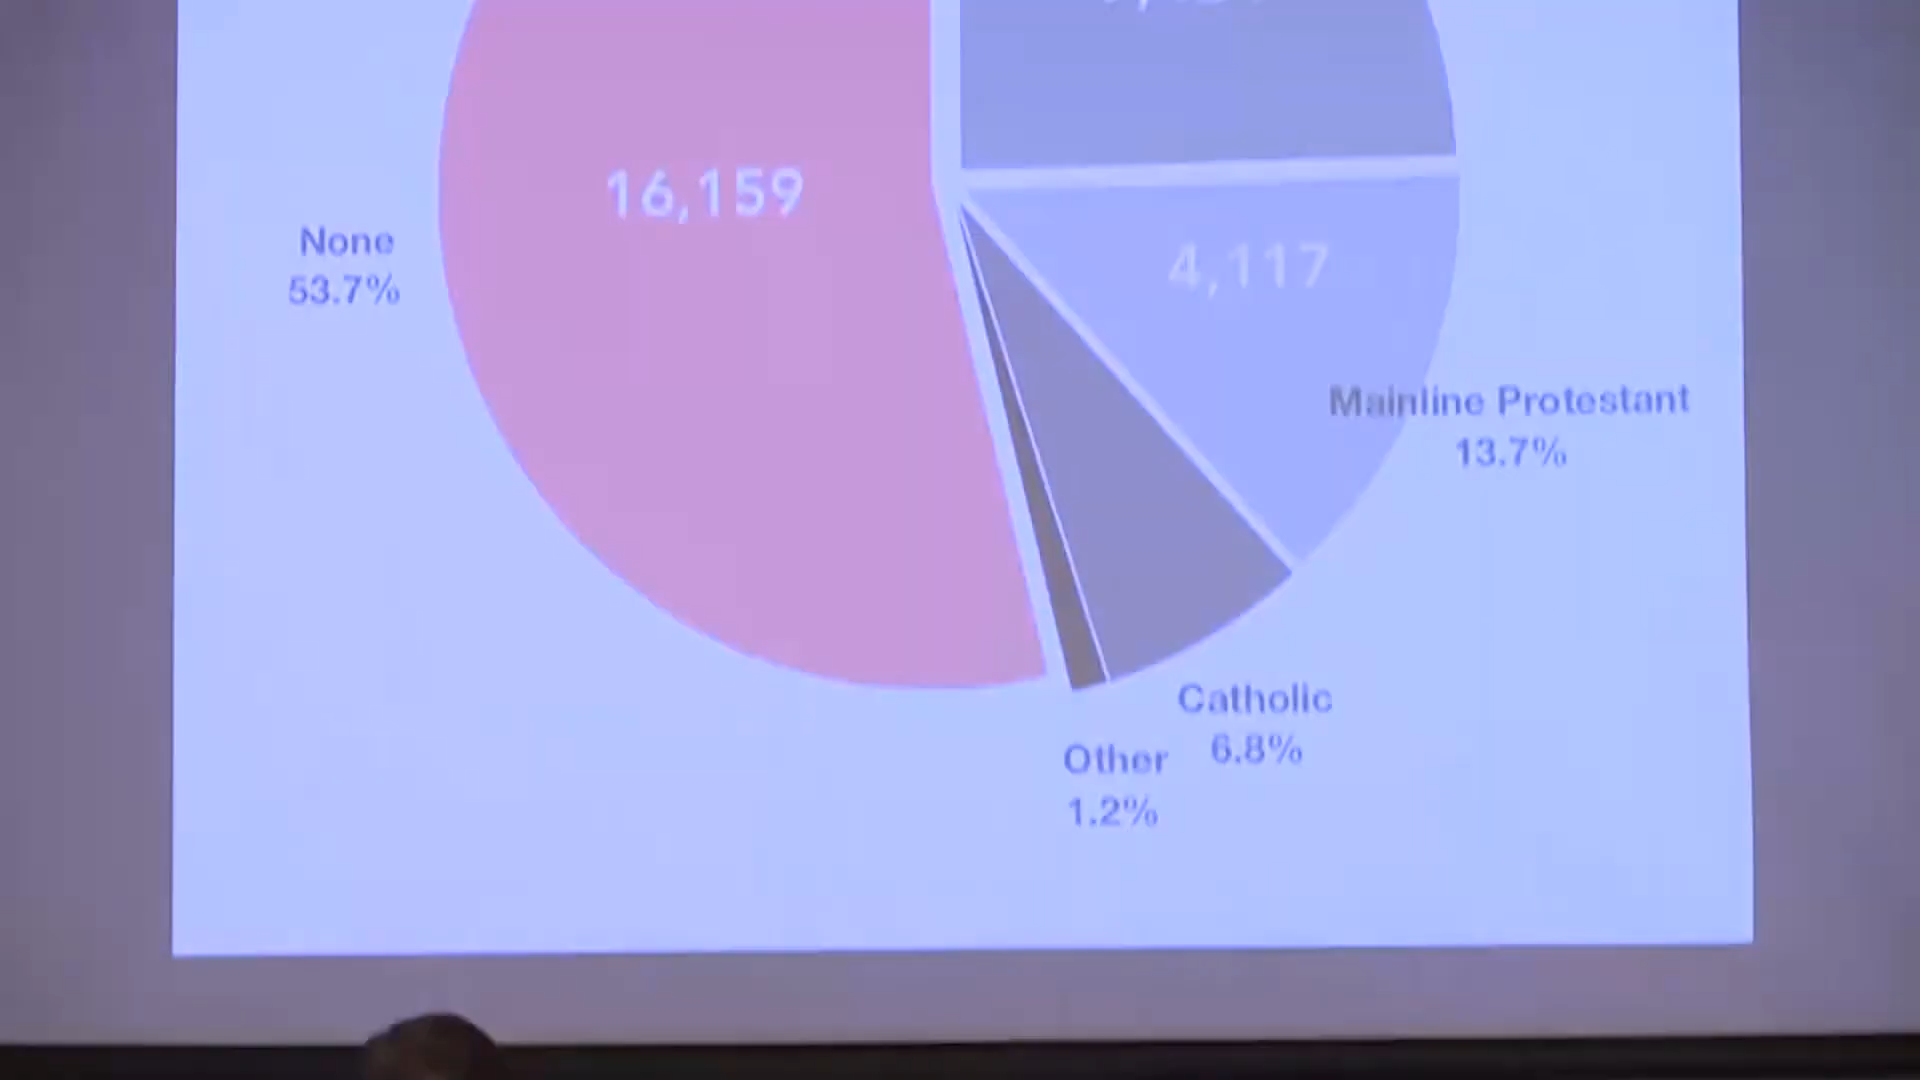 16,159
None
53.7%
4,117
Mainline Protestant
13.7%
Catholic
6.8%
Other
1.2%